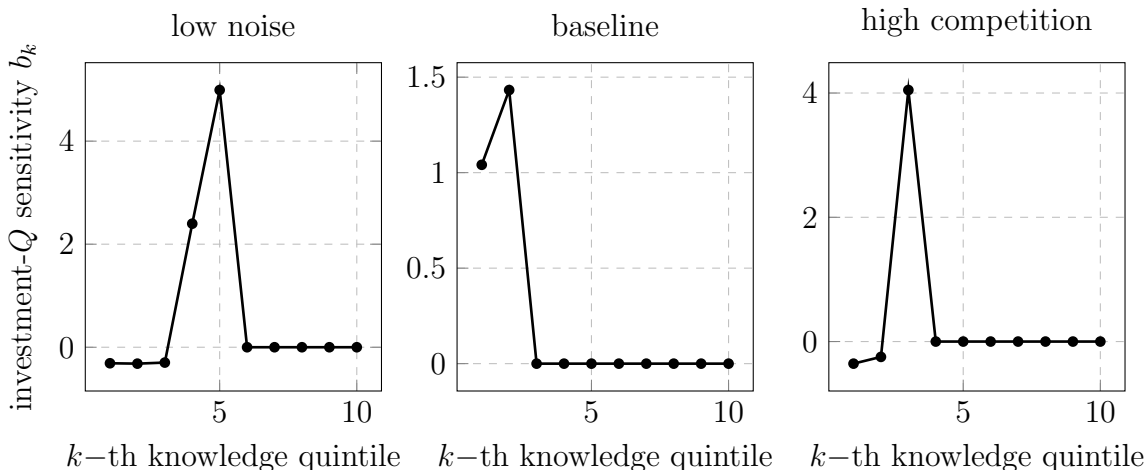 low noise
baseline
high competition
investment-Q sensitivity b_k
4
2
0
5
10
k−th knowledge quintile
1.5
1
0.5
0
5
10
k−th knowledge quintile
4
2
0
5
10
k−th knowledge quintile